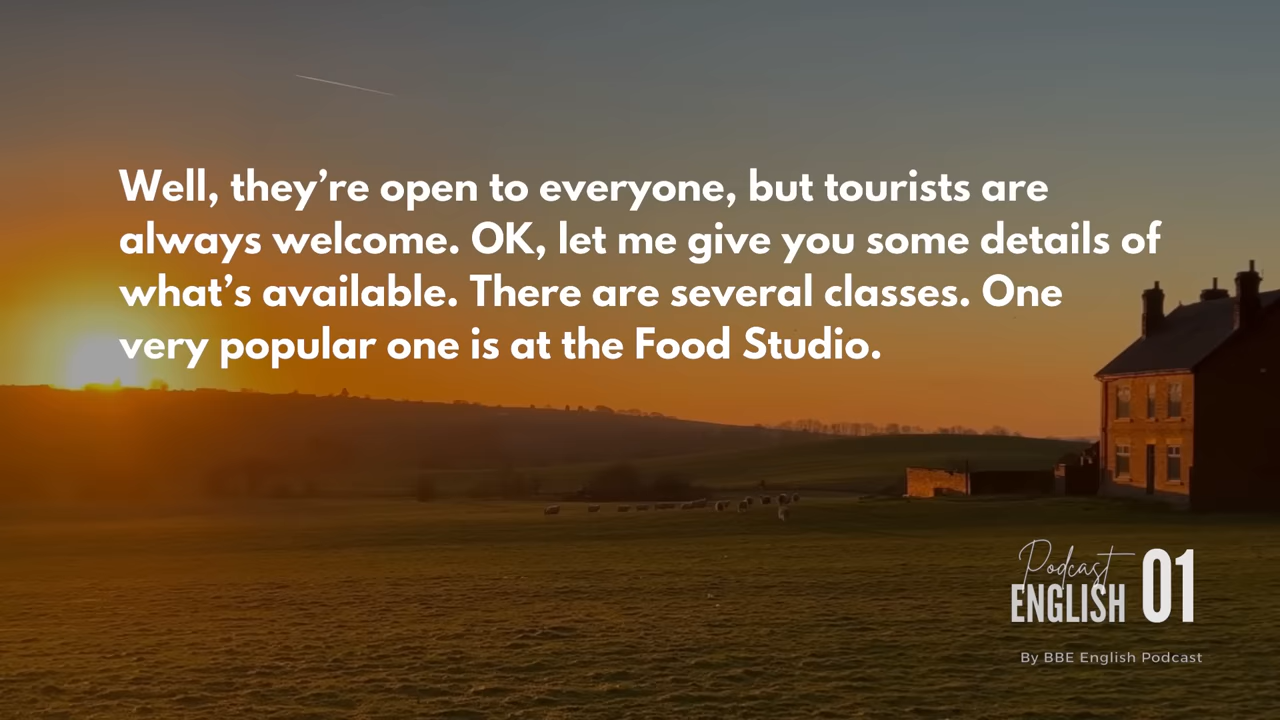 Well, they’re open to everyone, but tourists are
always welcome. OK, let me give you some details of
what’s available. There are several classes. One
very popular one is at the Food Studio.
Podcast
ENGLISH 01
By BBE English Podcast